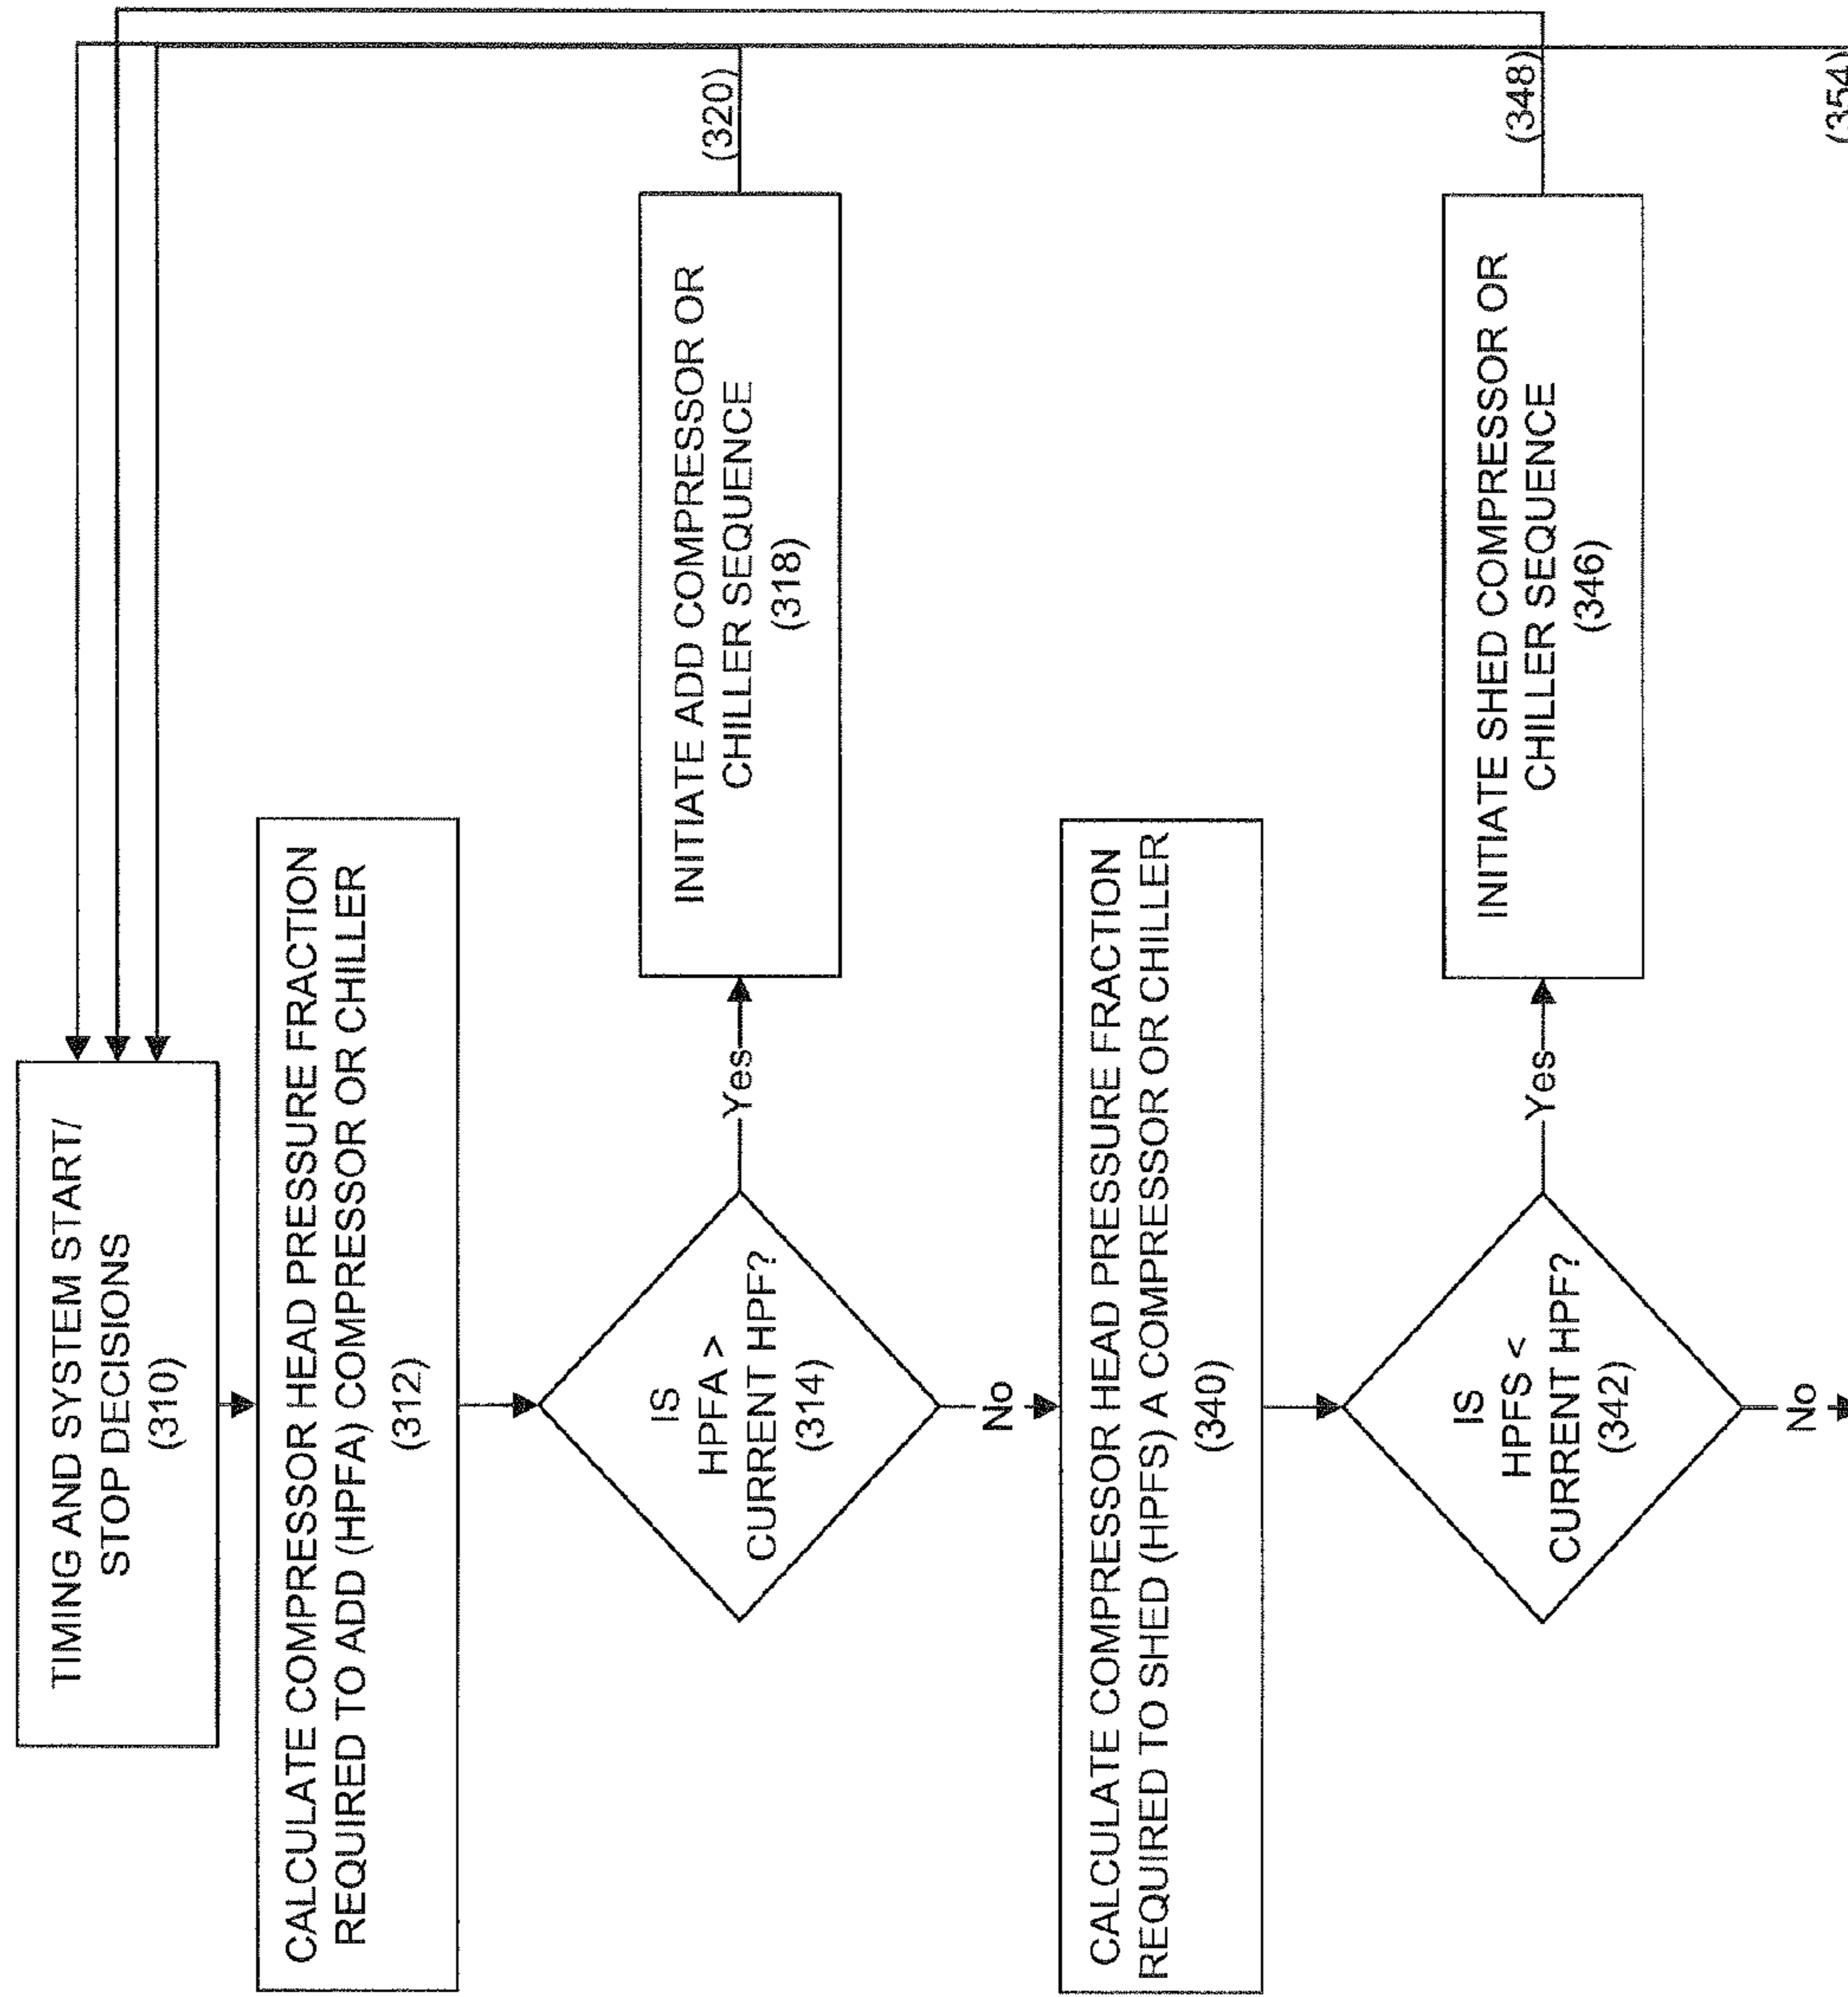 TIMING AND SYSTEM START/
STOP DECISIONS
(310)
CALCULATE COMPRESSOR HEAD PRESSURE FRACTION
REQUIRED TO ADD (HPFA) COMPRESSOR OR CHILLER
(312)
IS
HPFA >
CURRENT HPF?
(314)
Yes
INITIATE ADD COMPRESSOR OR
CHILLER SEQUENCE
(318)
(320)
No
CALCULATE COMPRESSOR HEAD PRESSURE FRACTION
REQUIRED TO SHED (HPFS) A COMPRESSOR OR CHILLER
(340)
IS
HPFS <
CURRENT HPF?
(342)
Yes
INITIATE SHED COMPRESSOR OR
CHILLER SEQUENCE
(346)
(348)
No
(354)